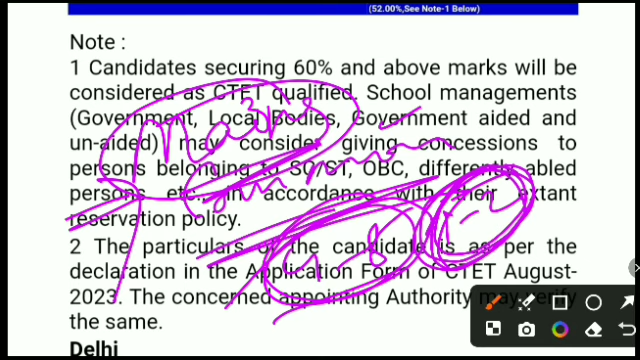 (52.00%,See Note-1 Below)
Note :
1 Candidates securing 60% and above marks will be
considered as CTET qualified. School managements
(Government, Local Bodies, Government aided and
un-aided) may consider giving concessions to
persons belonging to SC/ST, OBC, differently abled
persons etc., in accordance with their extant
reservation policy.
2 The particulars of the candidate is as per the
declaration in the Application Form of CTET August-
2023. The concerned appointing Authority may verify
the same.
Delhi